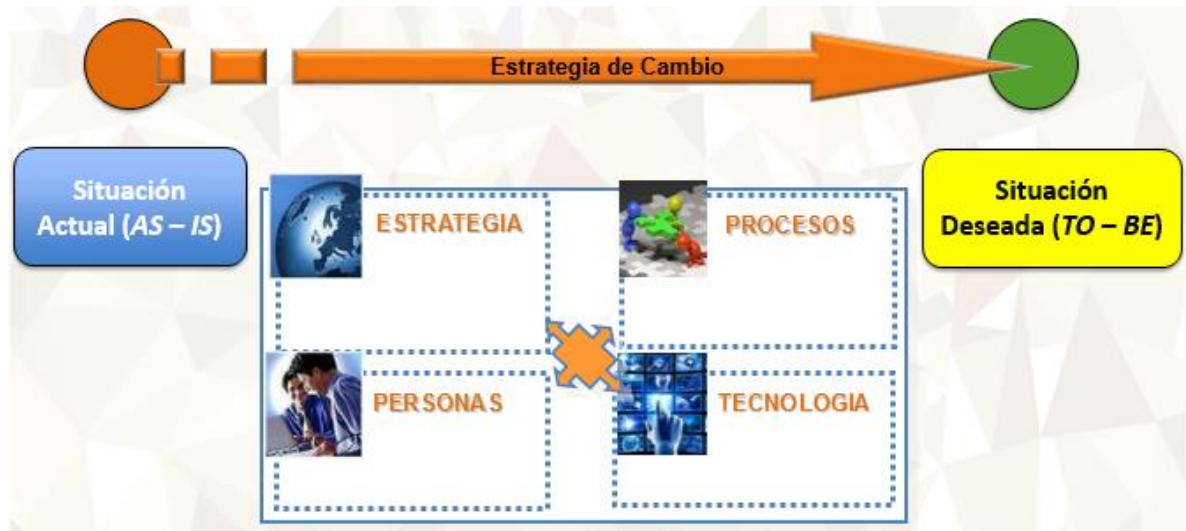 Estrategia de Cambio
Situación
Actual (AS – IS)
Situación
Deseada (TO – BE)
ESTRATEGIA
PROCESOS
PERSONAS
TECNOLOGIA